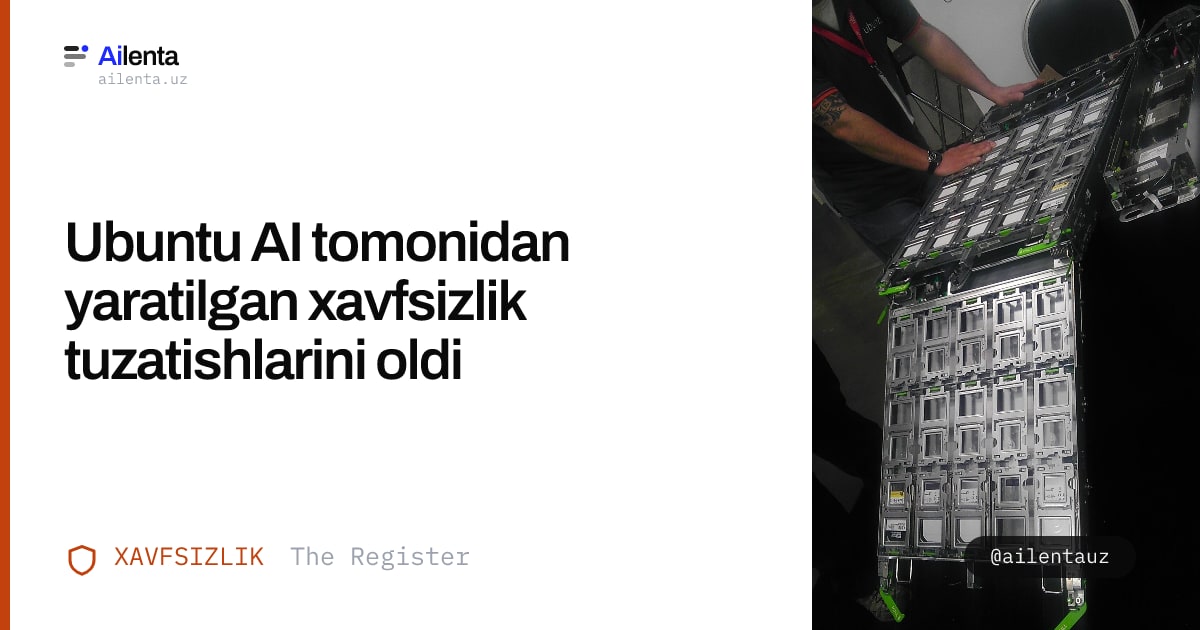 Ailenta
ailenta.uz
Ubuntu AI tomonidan
yaratilgan xavfsizlik
tuzatishlarini oldi
XAVFSIZLIK The Register
@ailentauz